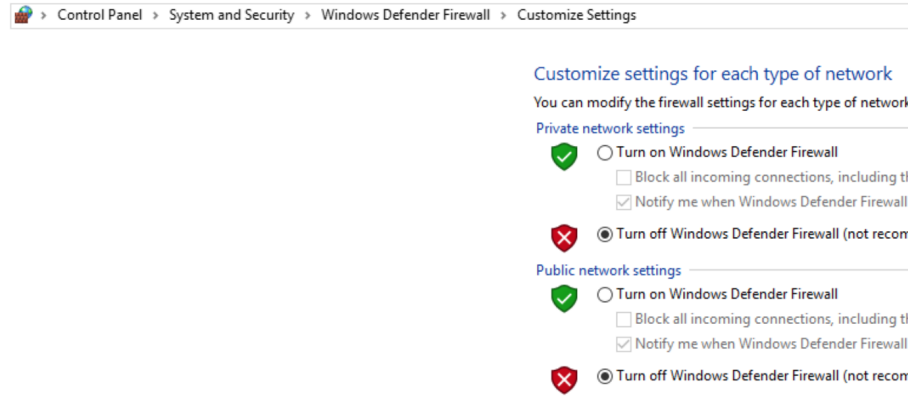 Control Panel > System and Security > Windows Defender Firewall > Customize Settings
Customize settings for each type of network
You can modify the firewall settings for each type of network
Private network settings
Turn on Windows Defender Firewall
Block all incoming connections, including
Notify me when Windows Defender Firewall
Turn off Windows Defender Firewall (not recom
Public network settings
Turn on Windows Defender Firewall
Block all incoming connections, including
Notify me when Windows Defender Firewall
Turn off Windows Defender Firewall (not recom